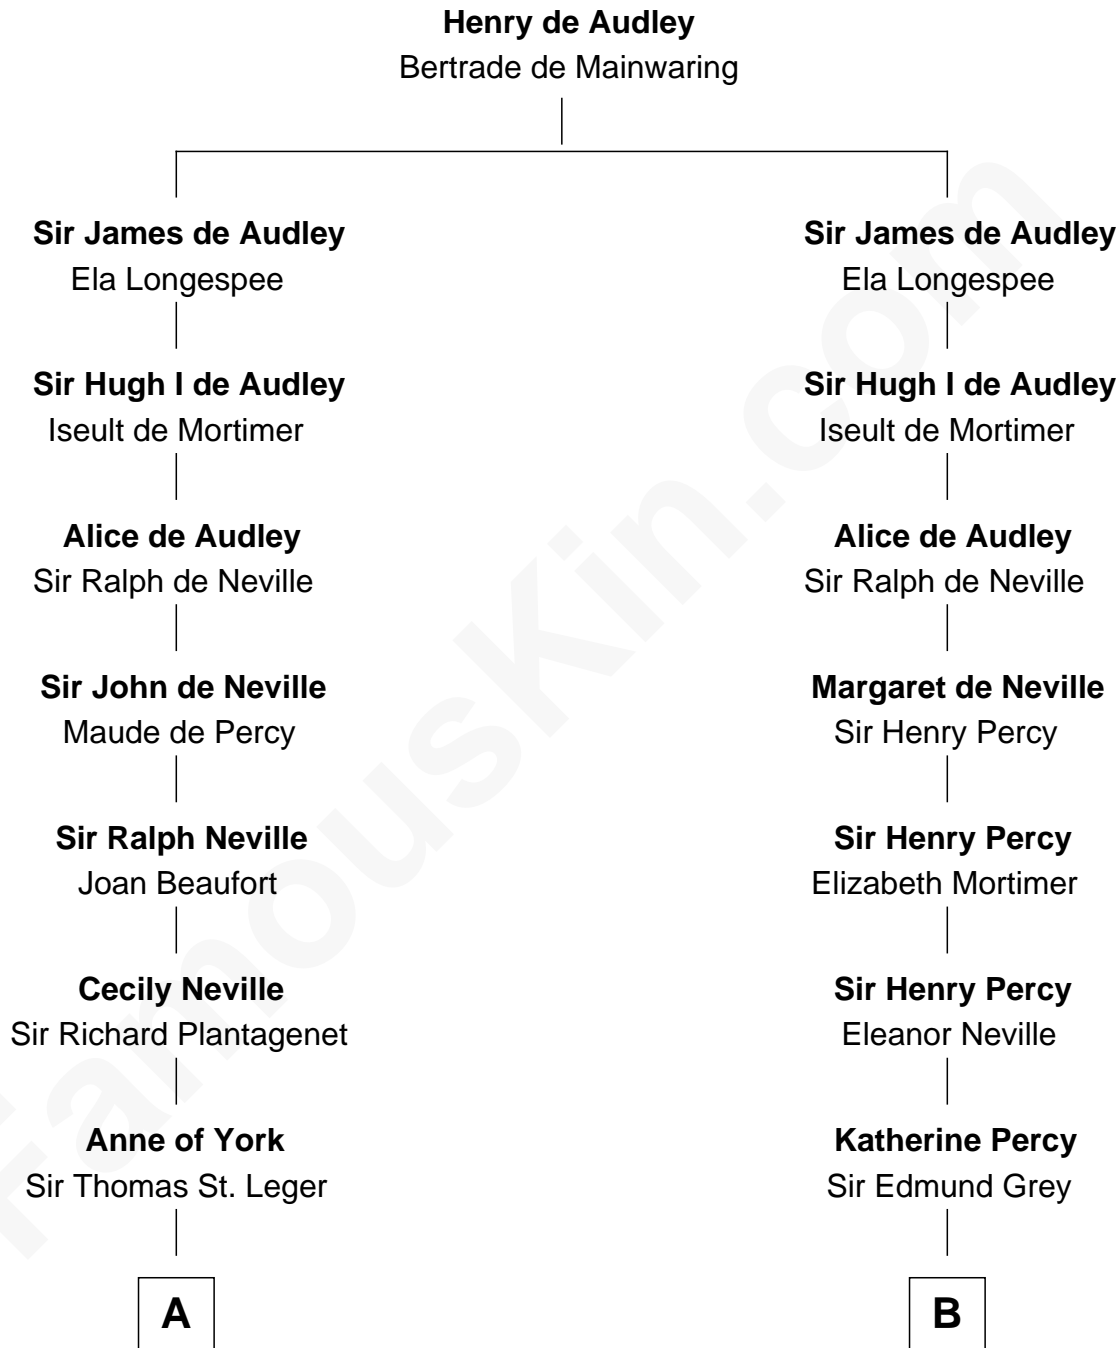 Henry de Audley
Bertrade de Mainwaring
Sir James de Audley
Ela Longespee
Sir James de Audley
Ela Longespee
Sir Hugh I de Audley
Iseult de Mortimer
Sir Hugh I de Audley
Iseult de Mortimer
Alice de Audley
Sir Ralph de Neville
Alice de Audley
Sir Ralph de Neville
Sir John de Neville
Maude de Percy
Margaret de Neville
Sir Henry Percy
Sir Ralph Neville
Joan Beaufort
Sir Henry Percy
Elizabeth Mortimer
Cecily Neville
Sir Richard Plantagenet
Sir Henry Percy
Eleanor Neville
Anne of York
Sir Thomas St. Leger
Katherine Percy
Sir Edmund Grey
A
B
FamousKin.com